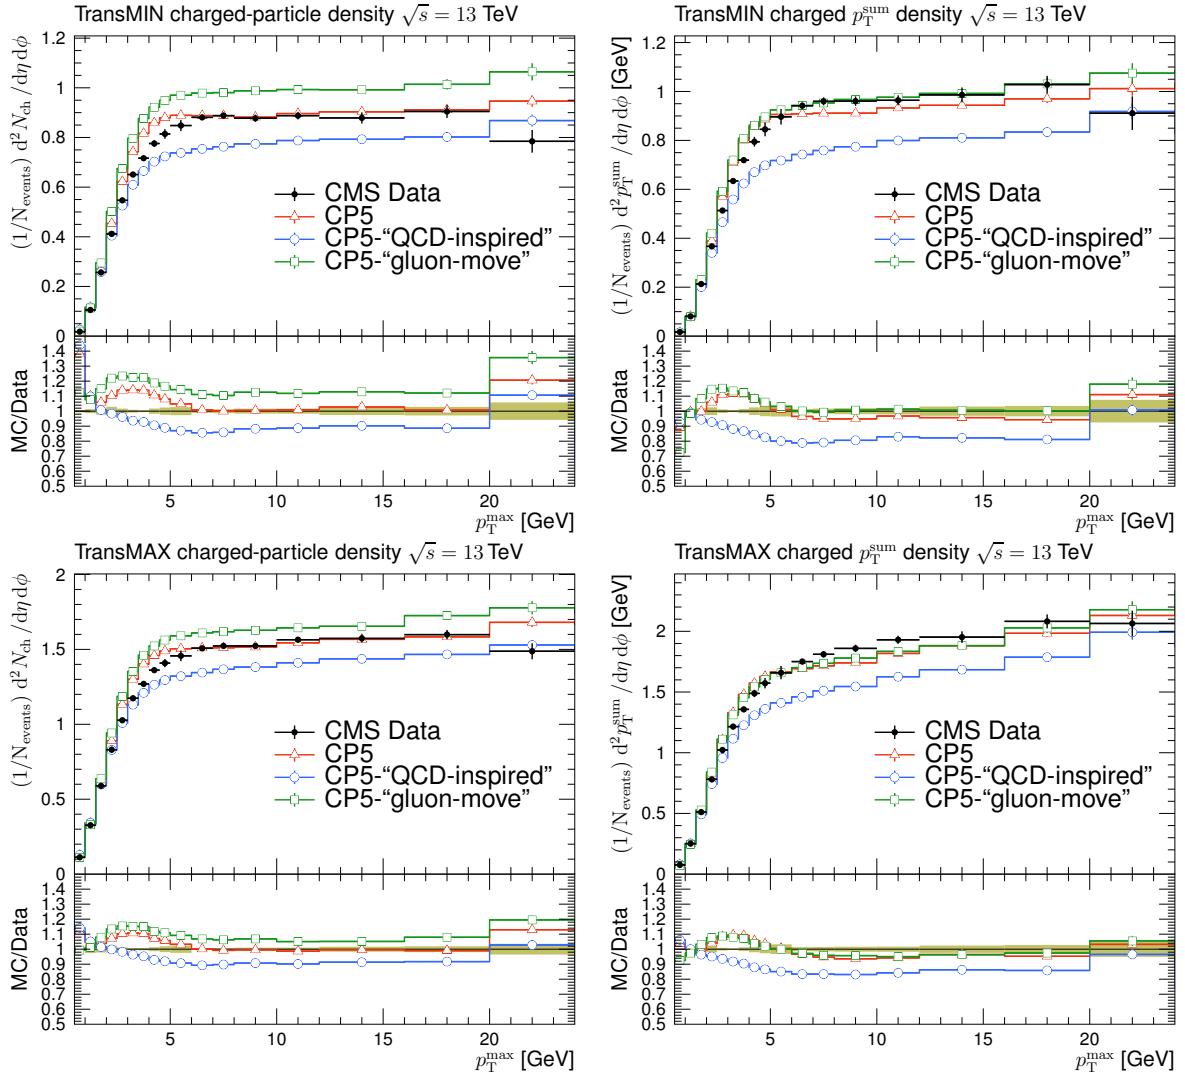 TransMIN charged-particle density √s = 13 TeV
(1/N_events) d²N_ch/dη dϕ
1.2
1
0.8
0.6
0.4
0.2
0
CMS Data
CP5
CP5-“QCD-inspired”
CP5-“gluon-move”
MC/Data
1.4
1.3
1.2
1.1
1
0.9
0.8
0.7
0.6
0.5
5 10 15 20
p_T^max [GeV]
TransMIN charged p_T^sum density √s = 13 TeV
(1/N_events) d²p_T^sum/dη dϕ [GeV]
1.2
1
0.8
0.6
0.4
0.2
0
CMS Data
CP5
CP5-“QCD-inspired”
CP5-“gluon-move”
MC/Data
1.4
1.3
1.2
1.1
1
0.9
0.8
0.7
0.6
0.5
5 10 15 20
p_T^max [GeV]
TransMAX charged-particle density √s = 13 TeV
(1/N_events) d²N_ch/dη dϕ
2
1.5
1
0.5
0
CMS Data
CP5
CP5-“QCD-inspired”
CP5-“gluon-move”
MC/Data
1.4
1.3
1.2
1.1
1
0.9
0.8
0.7
0.6
0.5
5 10 15 20
p_T^max [GeV]
TransMAX charged p_T^sum density √s = 13 TeV
(1/N_events) d²p_T^sum/dη dϕ [GeV]
2
1.5
1
0.5
0
CMS Data
CP5
CP5-“QCD-inspired”
CP5-“gluon-move”
MC/Data
1.4
1.3
1.2
1.1
1
0.9
0.8
0.7
0.6
0.5
5 10 15 20
p_T^max [GeV]